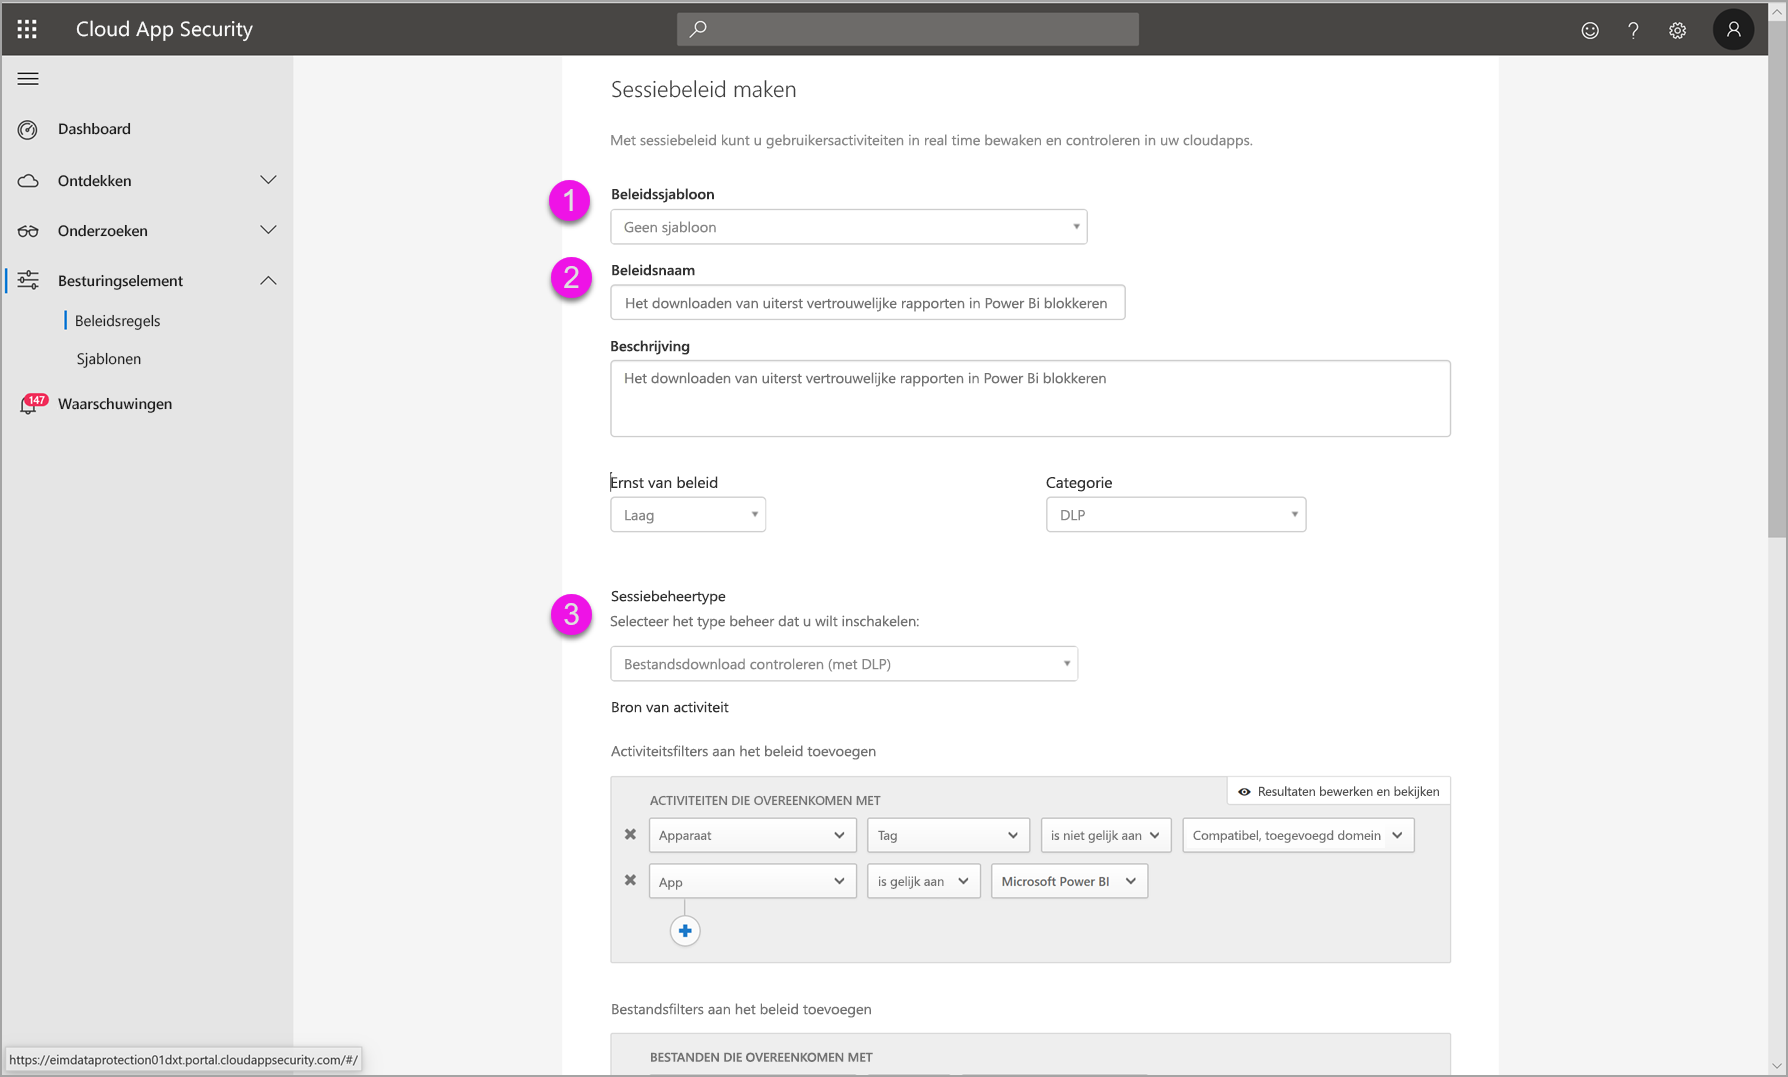 Cloud App Security
Sessiebeleid maken
Dashboard
Met sessiebeleid kunt u gebruikersactiviteiten in real time bewaken en controleren in uw cloudapps.
Ontdekken
Onderzoeken
Besturingselement
Beleidsregels
Sjablonen
147
Waarschuwingen
1
Beleidssjabloon
Geen sjabloon
2
Beleidsnaam
Het downloaden van uiterst vertrouwelijke rapporten in Power Bi blokkeren
Beschrijving
Het downloaden van uiterst vertrouwelijke rapporten in Power Bi blokkeren
Ernst van beleid
Categorie
Laag
DLP
3
Sessiebeheertype
Selecteer het type beheer dat u wilt inschakelen:
Bestandsdownload controleren (met DLP)
Bron van activiteit
Activiteitsfilters aan het beleid toevoegen
Resultaten bewerken en bekijken
ACTIVITEITEN DIE OVEREENKOMEN MET
Apparaat Tag is niet gelijk aan Compatibel, toegevoegd domein
App is gelijk aan Microsoft Power BI
Bestandsfilters aan het beleid toevoegen
BESTANDEN DIE OVEREENKOMEN MET
https://eimdataprotection01dxt.portal.cloudappsecurity.com/#/